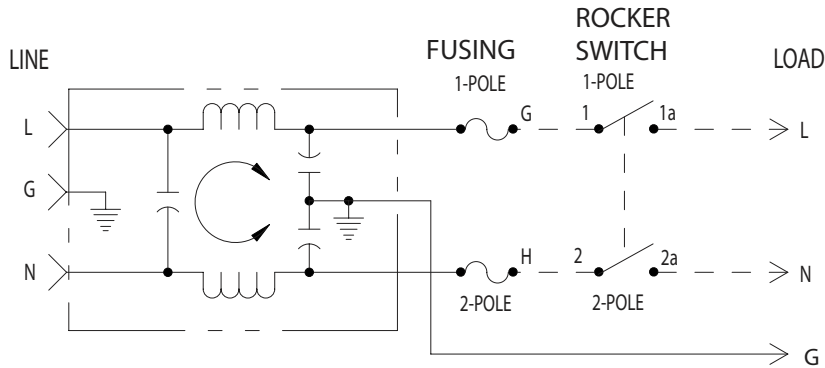 ROCKER
SWITCH
FUSING
LINE
LOAD
1-POLE
1-POLE
L
G
1
1a
L
G
N
H
2
2a
N
2-POLE
2-POLE
G